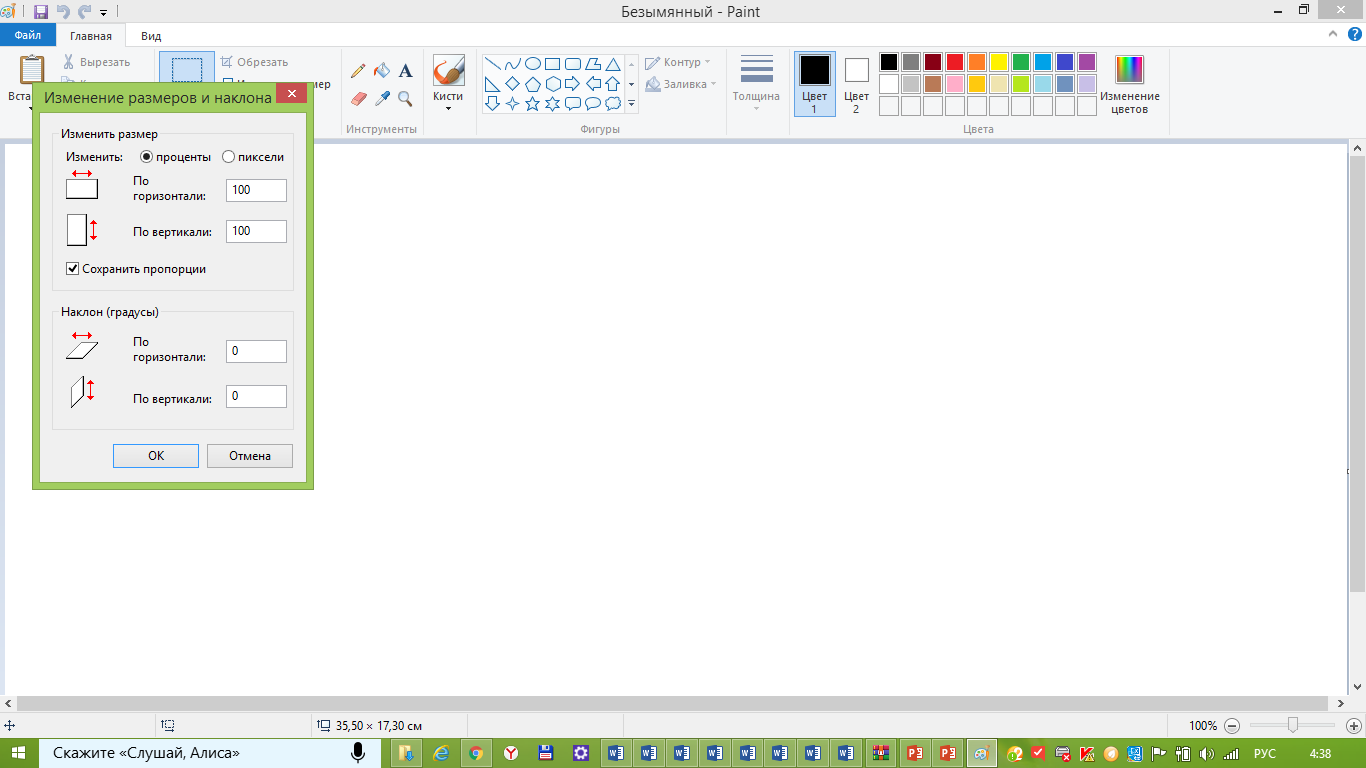 Безымянный - Paint
Файл
Главная
Вид
Вырезать
Обрезать
Контур
Заливка
Кисти
Толщина
Цвет
1
Цвет
2
Изменение
цветов
Инструменты
Фигуры
Цвета
Изменение размеров и наклона
Изменить размер
Изменить: проценты пиксели
По
горизонтали: 100
По вертикали: 100
Сохранить пропорции
Наклон (градусы)
По
горизонтали: 0
По вертикали: 0
ОК Отмена
35,50 × 17,30 см
100%
Скажите «Слушай, Алиса»
РУС
4:38